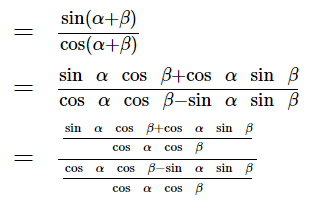 = sin(α+β)/cos(α+β)
= (sin α cos β+cos α sin β)/(cos α cos β−sin α sin β)
= ((sin α cos β+cos α sin β)/(cos α cos β))/((cos α cos β−sin α sin β)/(cos α cos β))